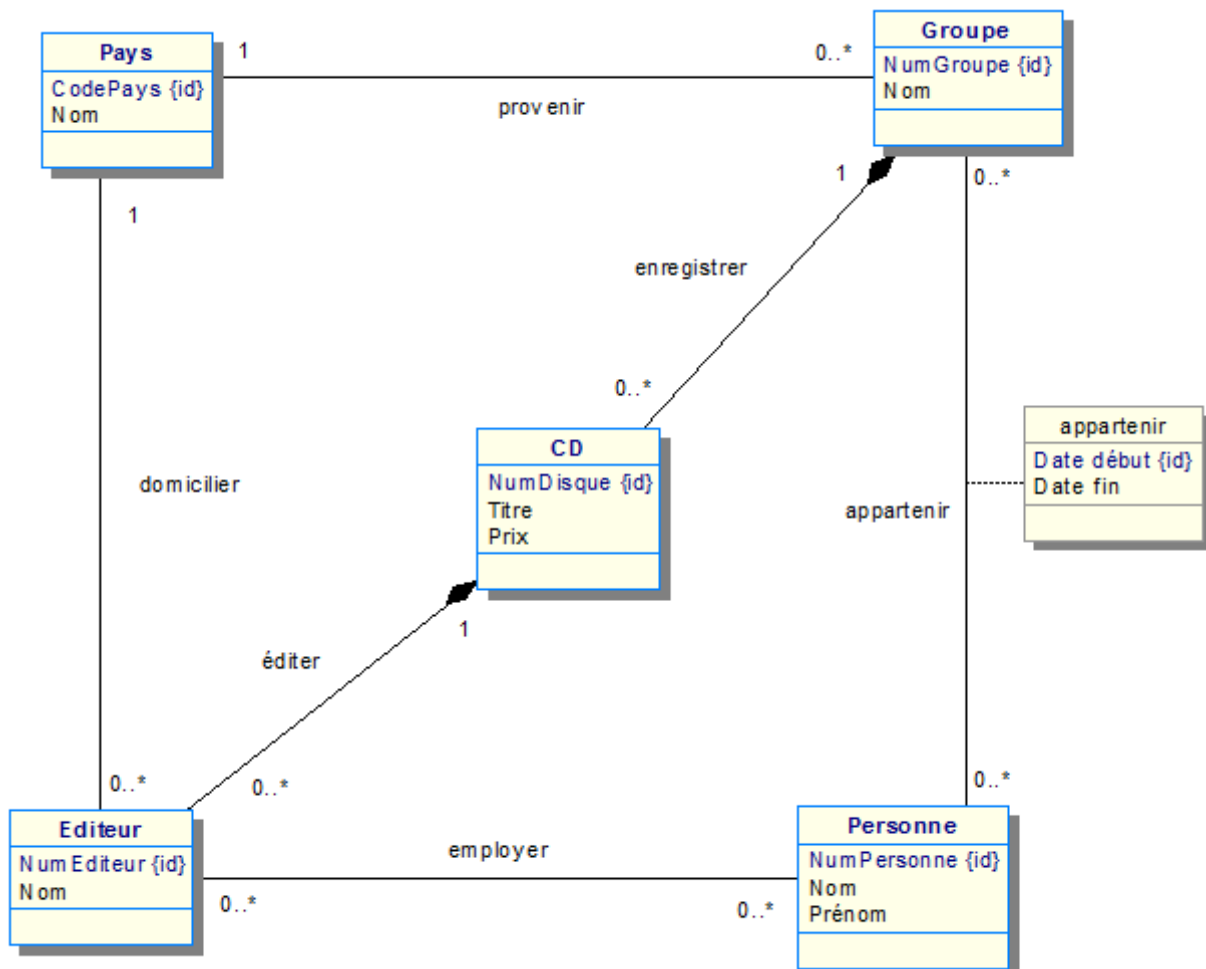 Pays
CodePays {id}
Nom
1
0..*
provenir
Groupe
NumGroupe {id}
Nom
1
1
0..*
enregistrer
0..*
domicilier
CD
NumDisque {id}
Titre
Prix
appartenir
appartenir
Date début {id}
Date fin
éditer
1
0..*
0..*
0..*
Editeur
NumEditeur {id}
Nom
employer
0..*
0..*
Personne
NumPersonne {id}
Nom
Prénom